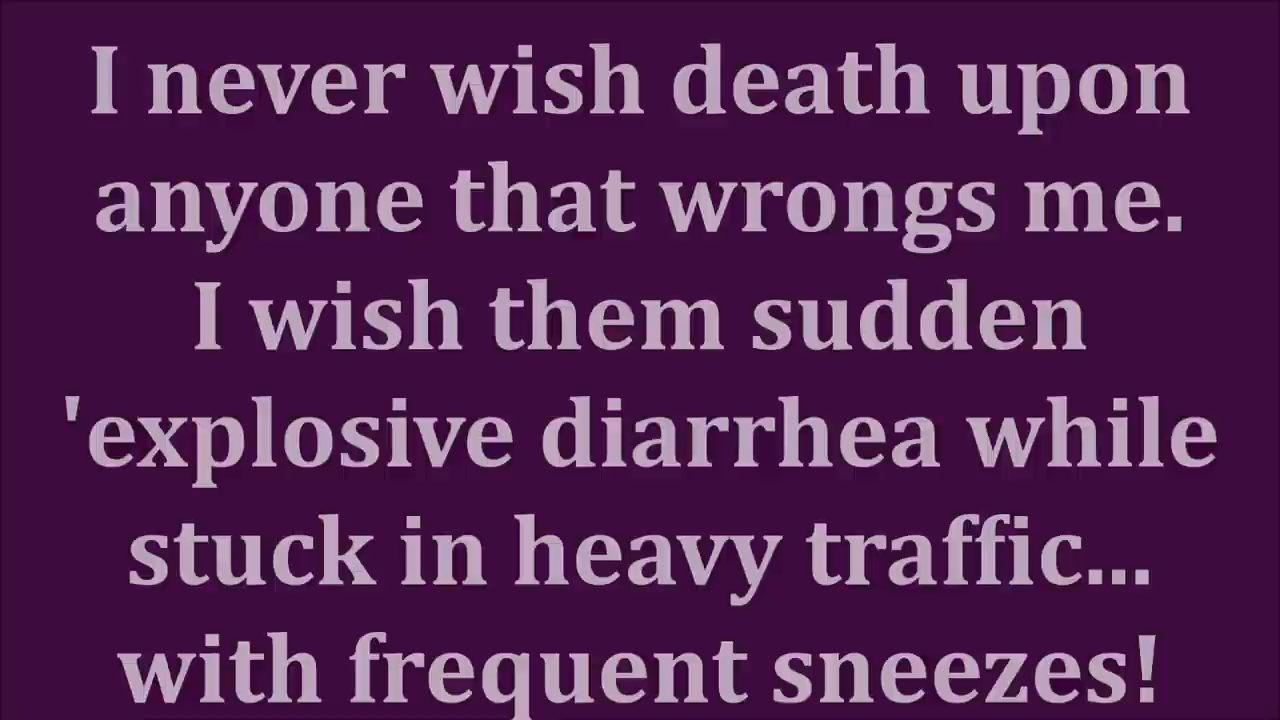 I never wish death upon
anyone that wrongs me.
I wish them sudden
'explosive diarrhea while
stuck in heavy traffic...
with frequent sneezes!